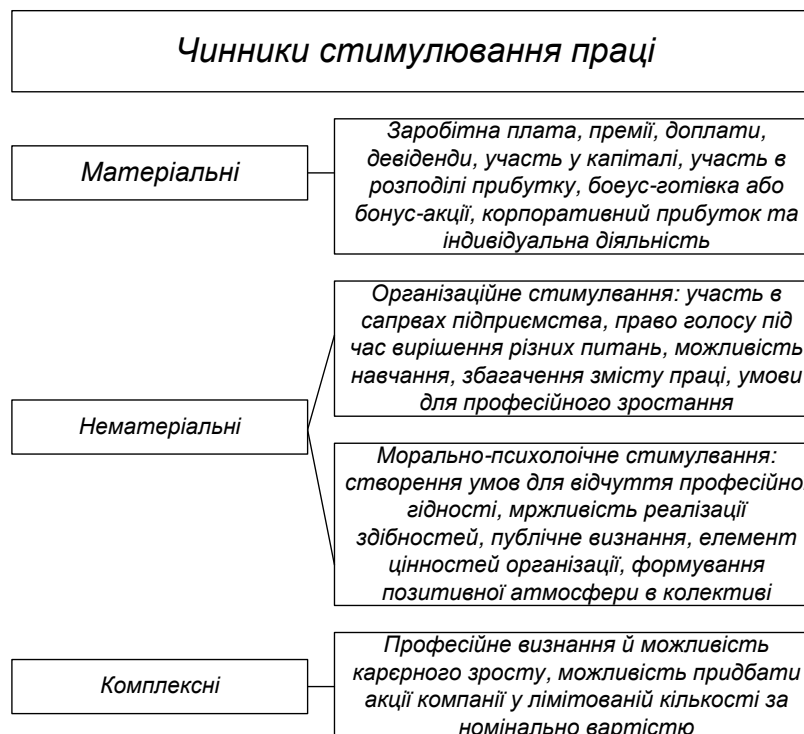 Чинники стимулювання праці
Матеріальні
Заробітна плата, премії, доплати,
девіденди, участь у капіталі, участь в
розподілі прибутку, боеус-готівка або
бонус-акції, корпоративний прибуток та
індивідуальна діяльність
Нематеріальні
Організаційне стимулвання: участь в
сапрвах підприємства, право голосу під
час вирішення різних питань, можливість
навчання, збагачення змісту праці, умови
для професійного зростання
Морально-психолоічне стимулвання:
створення умов для відчуття професійної
гідності, мржливість реалізації
здібностей, публічне визнання, елемент
цінностей організації, формування
позитивної атмосфери в колективі
Комплексні
Професійне визнання й можливість
карєрного зросту, можливість придбати
акції компанії у лімітованій кількості за
номінально вартістю